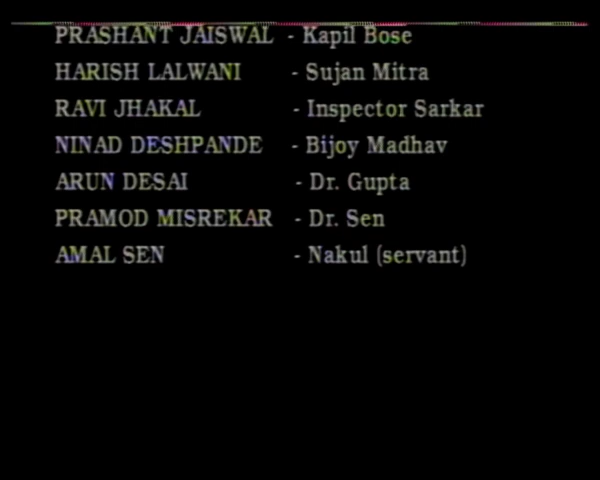 PRASHANT JAISWAL - Kapil Bose
HARISH LALWANI - Sujan Mitra
RAVI JHAKAL - Inspector Sarkar
NINAD DESHPANDE - Bijoy Madhav
ARUN DESAI - Dr. Gupta
PRAMOD MISREKAR - Dr. Sen
AMAL SEN - Nakul (servant)